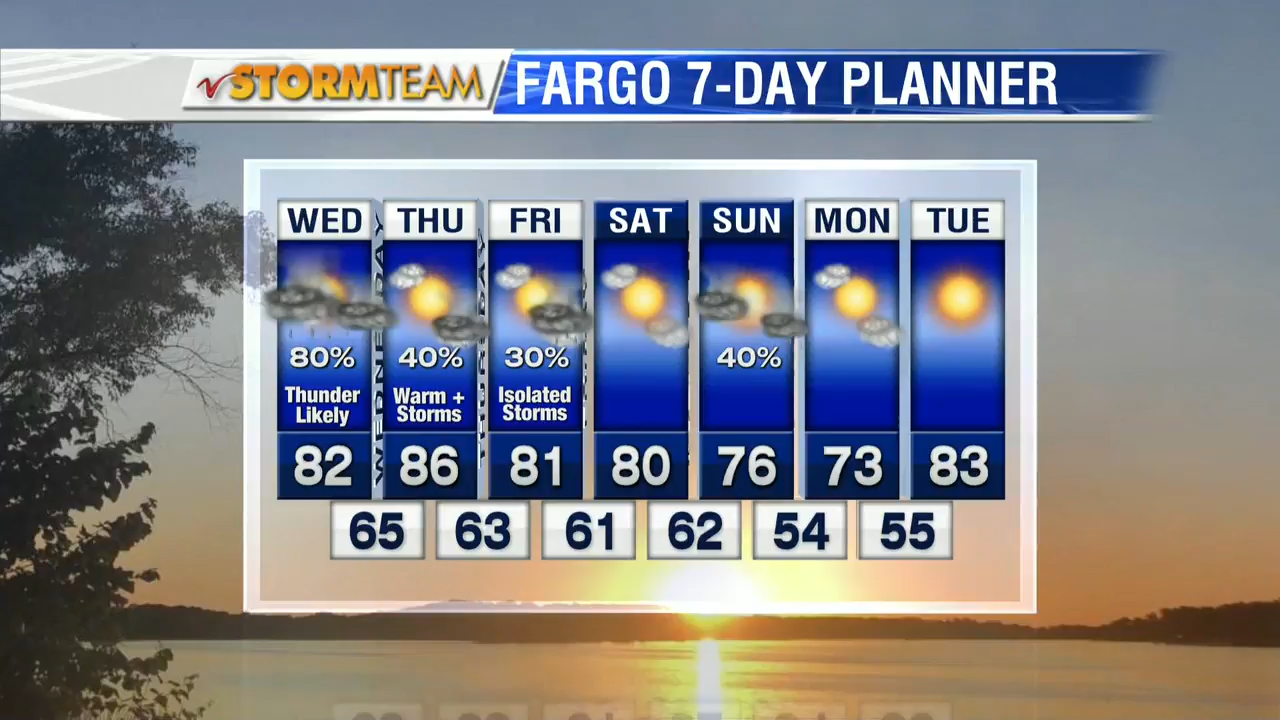 STORMTEAM FARGO 7-DAY PLANNER
WED THU FRI SAT SUN MON TUE
80% 40% 30% 40%
Thunder Warm + Isolated
Likely Storms Storms
82 86 81 80 76 73 83
65 63 61 62 54 55